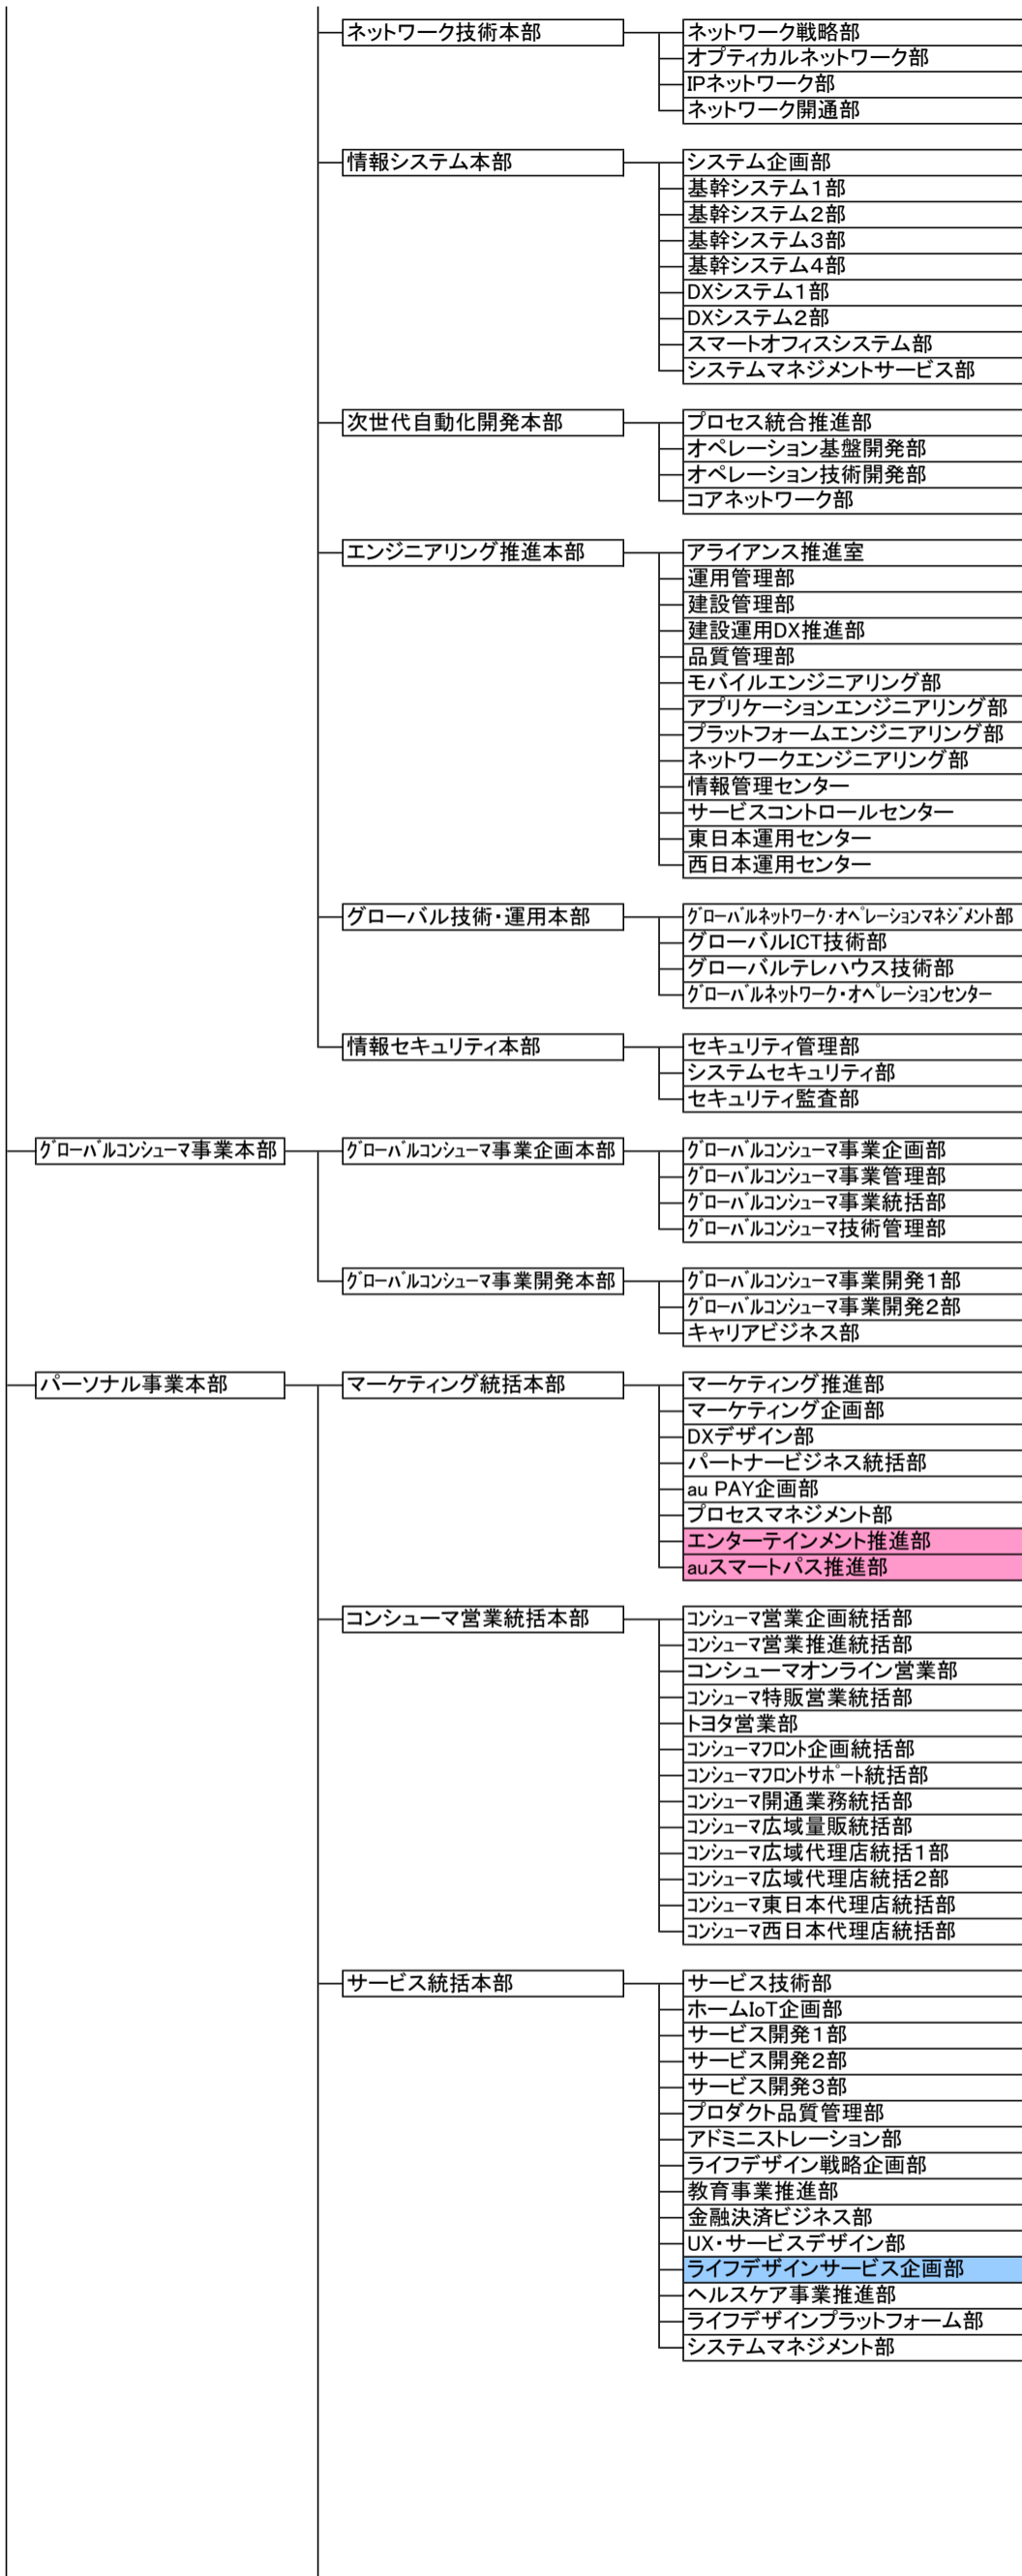 ネットワーク技術本部
ネットワーク戦略部
オプティカルネットワーク部
IPネットワーク部
ネットワーク開通部
情報システム本部
システム企画部
基幹システム1部
基幹システム2部
基幹システム3部
基幹システム4部
DXシステム1部
DXシステム2部
スマートオフィスシステム部
システムマネジメントサービス部
次世代自動化開発本部
プロセス統合推進部
オペレーション基盤開発部
オペレーション技術開発部
コアネットワーク部
エンジニアリング推進本部
アライアンス推進室
運用管理部
建設管理部
建設運用DX推進部
品質管理部
モバイルエンジニアリング部
アプリケーションエンジニアリング部
プラットフォームエンジニアリング部
ネットワークエンジニアリング部
情報管理センター
サービスコントロールセンター
東日本運用センター
西日本運用センター
グローバル技術・運用本部
グローバルネットワーク・オペレーションマネジメント部
グローバルICT技術部
グローバルテレハウス技術部
グローバルネットワーク・オペレーションセンター
情報セキュリティ本部
セキュリティ管理部
システムセキュリティ部
セキュリティ監査部
グローバルコンシューマ事業本部
グローバルコンシューマ事業企画本部
グローバルコンシューマ事業企画部
グローバルコンシューマ事業管理部
グローバルコンシューマ事業統括部
グローバルコンシューマ技術管理部
グローバルコンシューマ事業開発本部
グローバルコンシューマ事業開発1部
グローバルコンシューマ事業開発2部
キャリアビジネス部
パーソナル事業本部
マーケティング統括本部
マーケティング推進部
マーケティング企画部
DXデザイン部
パートナービジネス統括部
au PAY企画部
プロセスマネジメント部
エンターテインメント推進部
auスマートパス推進部
コンシューマ営業統括本部
コンシューマ営業企画統括部
コンシューマ営業推進統括部
コンシューマオンライン営業部
コンシューマ特販営業統括部
トヨタ営業部
コンシューマフロント企画統括部
コンシューマフロントサポート統括部
コンシューマ開通業務統括部
コンシューマ広域量販統括部
コンシューマ広域代理店統括1部
コンシューマ広域代理店統括2部
コンシューマ東日本代理店統括部
コンシューマ西日本代理店統括部
サービス統括本部
サービス技術部
ホームIoT企画部
サービス開発1部
サービス開発2部
サービス開発3部
プロダクト品質管理部
アドミニストレーション部
ライフデザイン戦略企画部
教育事業推進部
金融決済ビジネス部
UX・サービスデザイン部
ライフデザインサービス企画部
ヘルスケア事業推進部
ライフデザインプラットフォーム部
システムマネジメント部